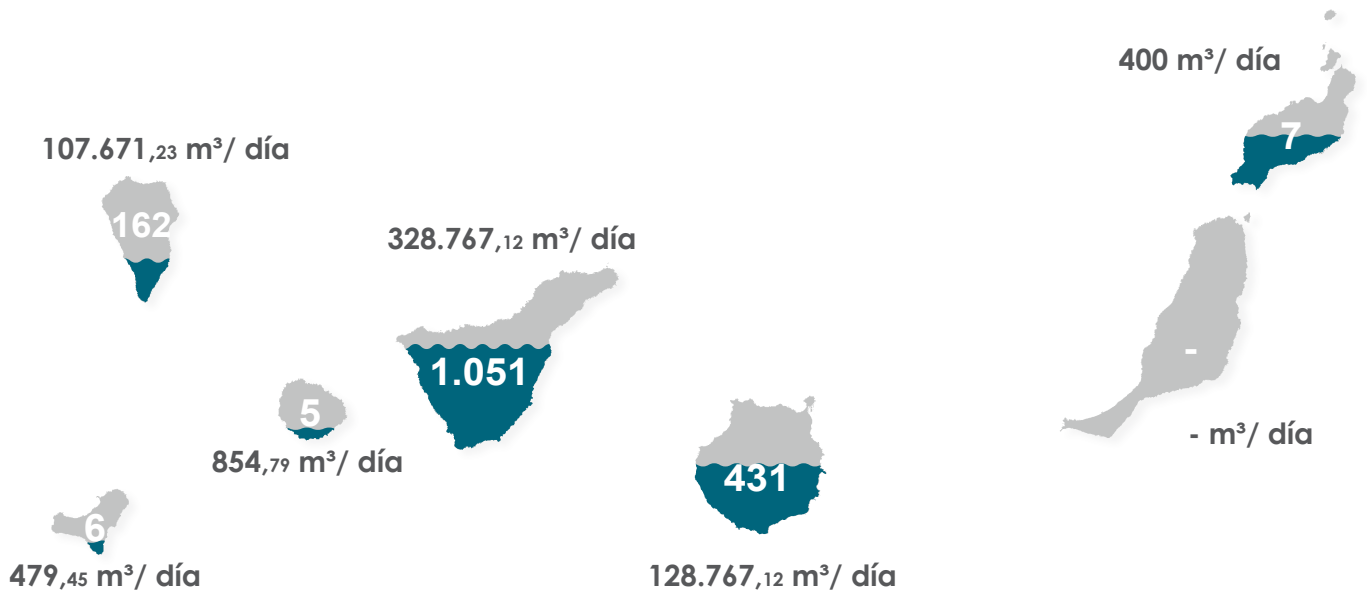 400 m³/ día
7
107.671,23 m³/ día
162
328.767,12 m³/ día
1.051
-
- m³/ día
5
854,79 m³/ día
431
128.767,12 m³/ día
6
479,45 m³/ día